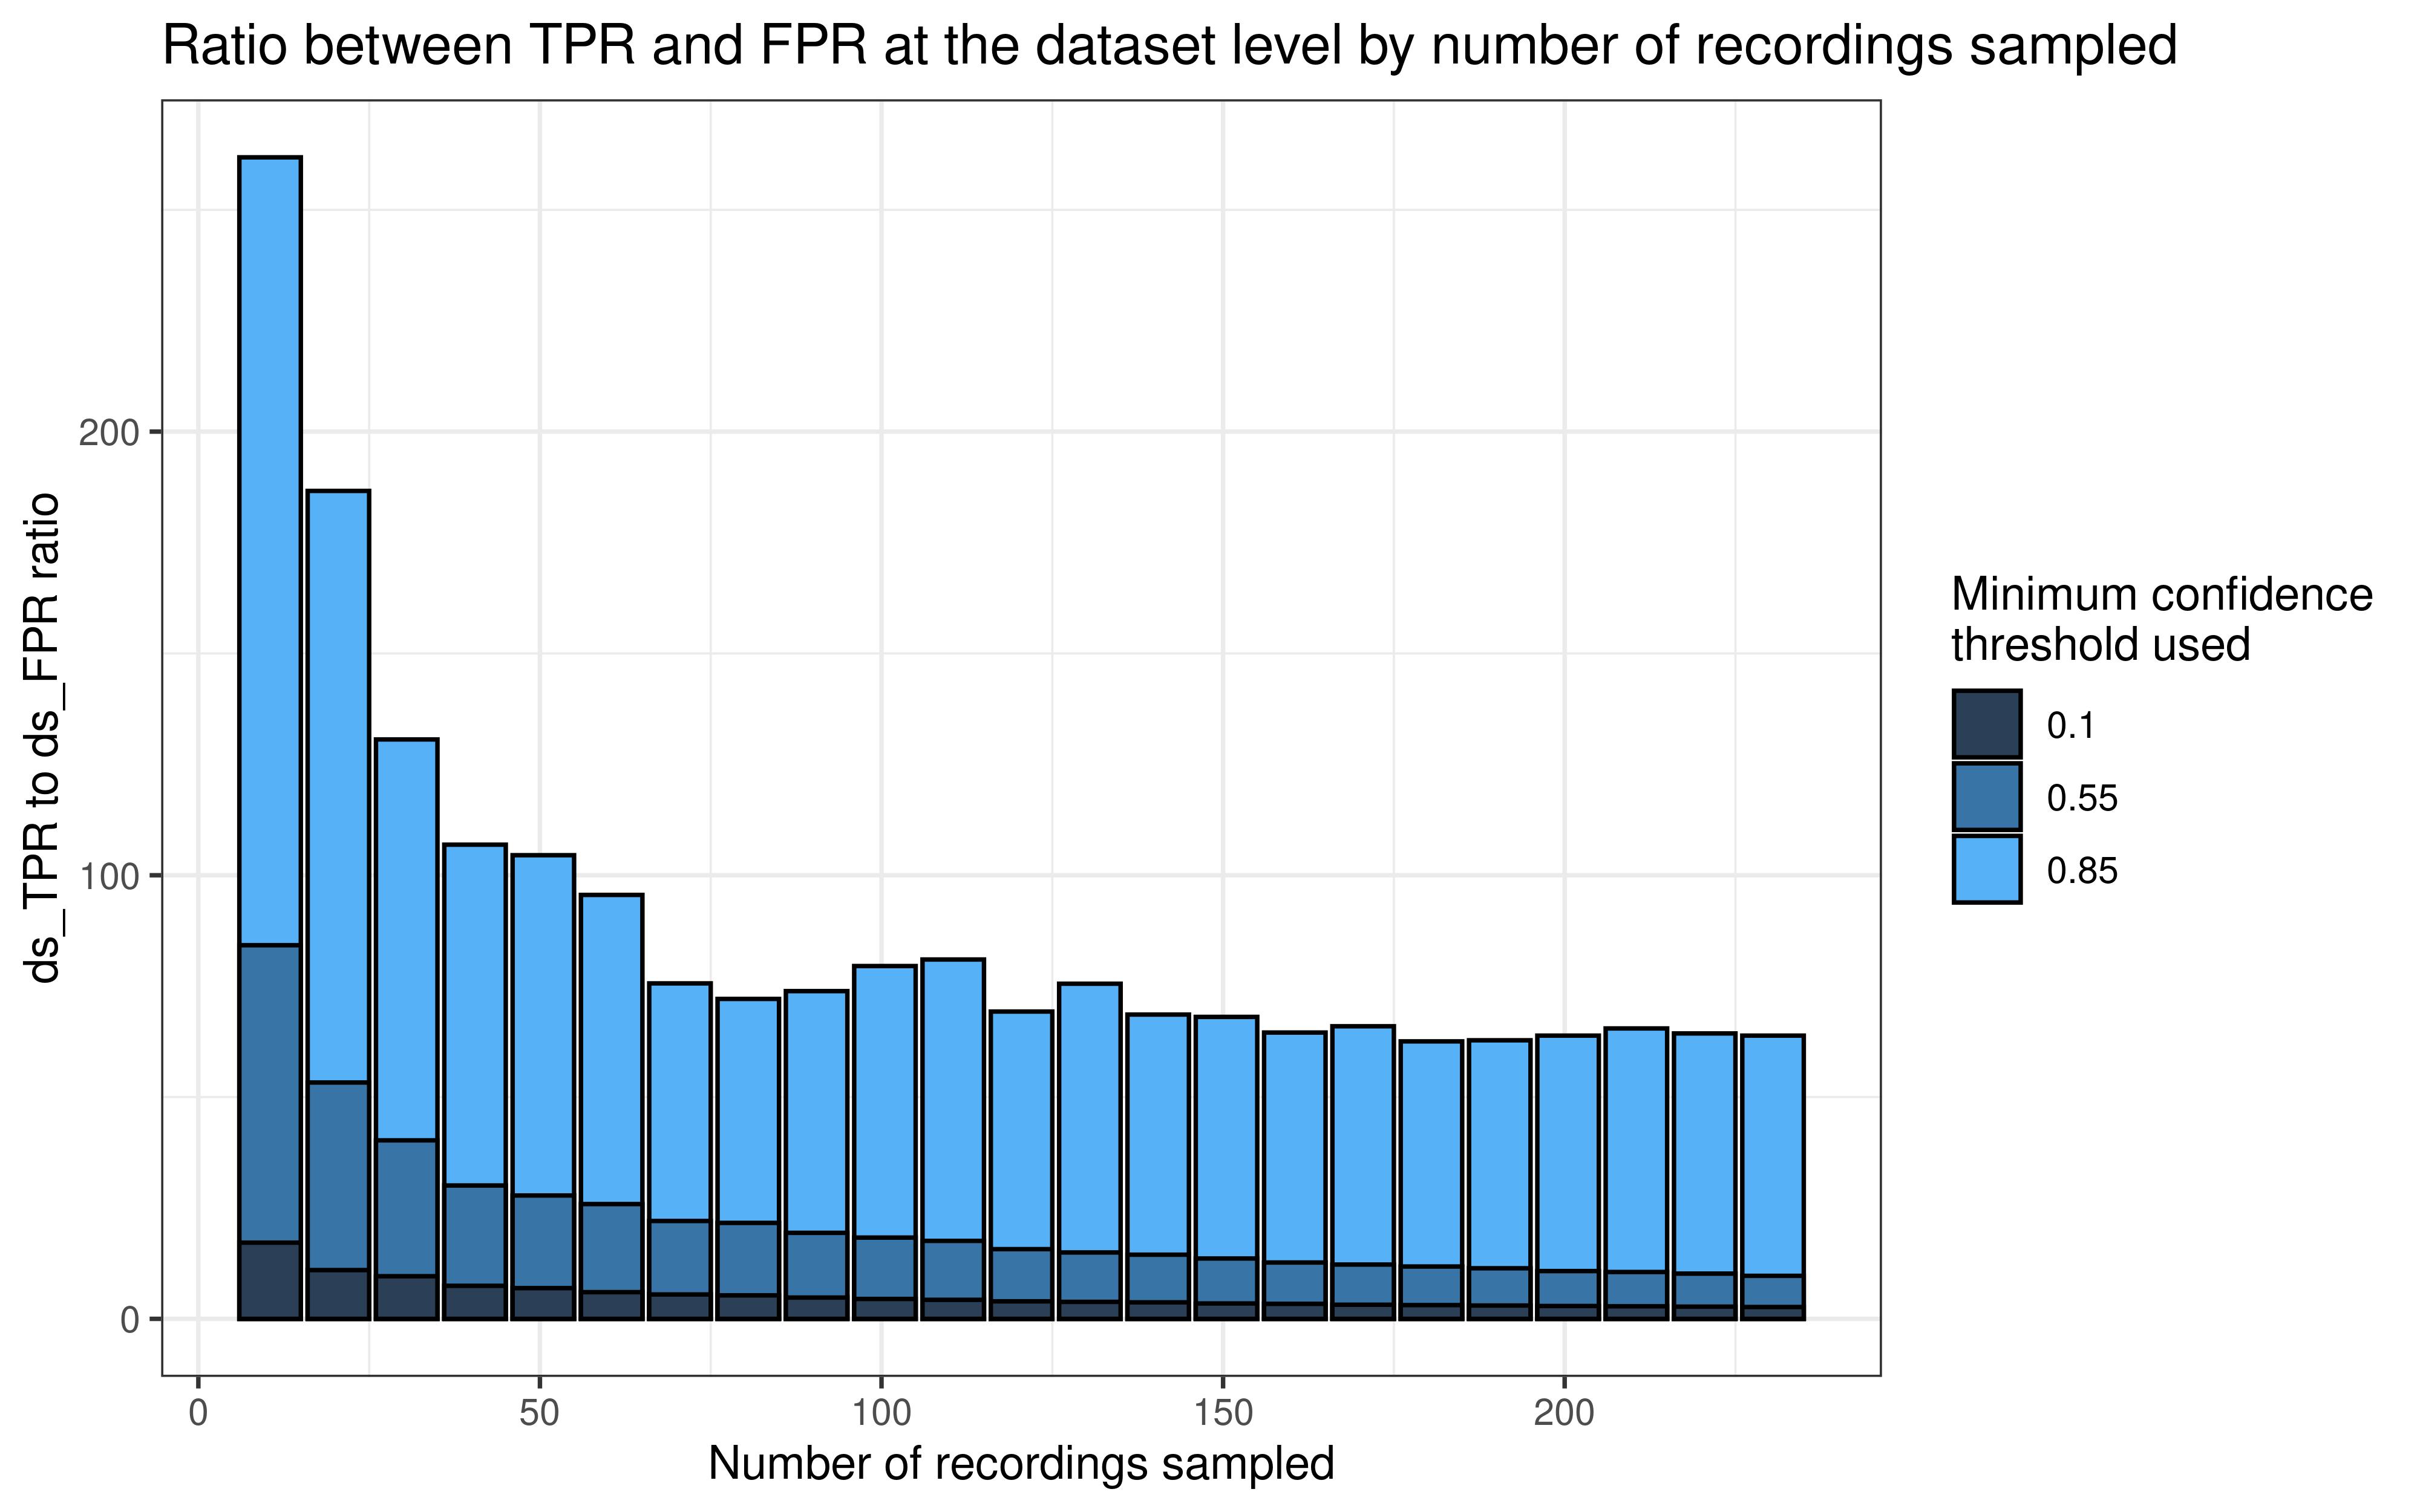 Ratio between TPR and FPR at the dataset level by number of recordings sampled
ds_TPR to ds_FPR ratio
200
100
0
0 50 100 150 200
Number of recordings sampled
Minimum confidence
threshold used
0.1
0.55
0.85